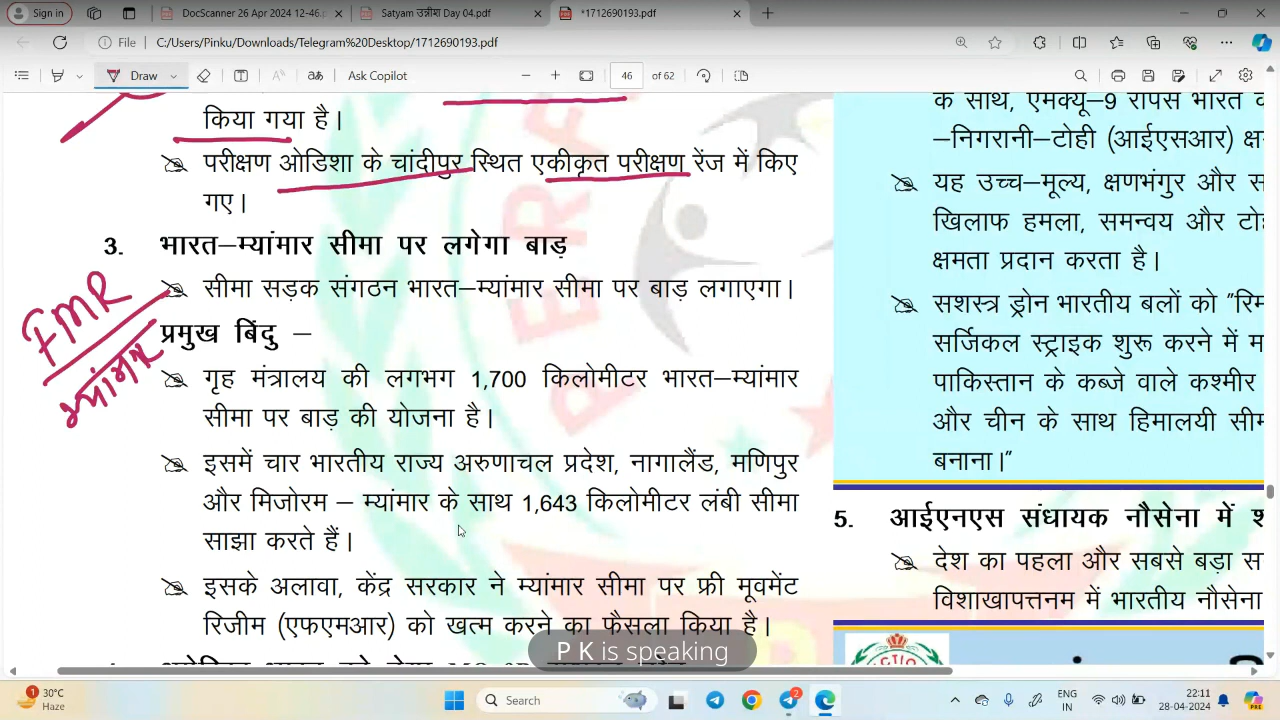 Sign in
DocScanner 26 Apr 2024 12-46.p
Satyam उन्नीश Day 04.pdf
*1712690193.pdf
File
C:/Users/Pinku/Downloads/Telegram%20Desktop/1712690193.pdf
Draw
Ask Copilot
46 of 62
किया गया है।
परीक्षण ओडिशा के चांदीपुर स्थित एकीकृत परीक्षण रेंज में किए
गए।
3. भारत–म्यांमार सीमा पर लगेगा बाड़
सीमा सड़क संगठन भारत–म्यांमार सीमा पर बाड़ लगाएगा।
FMR
म्यांमार
प्रमुख बिंदु –
गृह मंत्रालय की लगभग 1,700 किलोमीटर भारत–म्यांमार
सीमा पर बाड़ की योजना है।
इसमें चार भारतीय राज्य अरुणाचल प्रदेश, नागालैंड, मणिपुर
और मिजोरम – म्यांमार के साथ 1,643 किलोमीटर लंबी सीमा
साझा करते हैं।
इसके अलावा, केंद्र सरकार ने म्यांमार सीमा पर फ्री मूवमेंट
रिजीम (एफएमआर) को खत्म करने का फैसला किया है।
के साथ, एमक्यू–9 रीपर्स भारत
–निगरानी–टोही (आईएसआर)
यह उच्च–मूल्य, क्षणभंगुर और
खिलाफ हमला, समन्वय और
क्षमता प्रदान करता है।
सशस्त्र ड्रोन भारतीय बलों को
सर्जिकल स्ट्राइक शुरू करने में
पाकिस्तान के कब्जे वाले कश्मीर
और चीन के साथ हिमालयी
बनाना।”
5. आईएनएस संधायक नौसेना में
देश का पहला और सबसे बड़ा
विशाखापत्तनम में भारतीय नौसेना
P K is speaking
30°C
Haze
Search
ENG
IN
22:11
28-04-2024